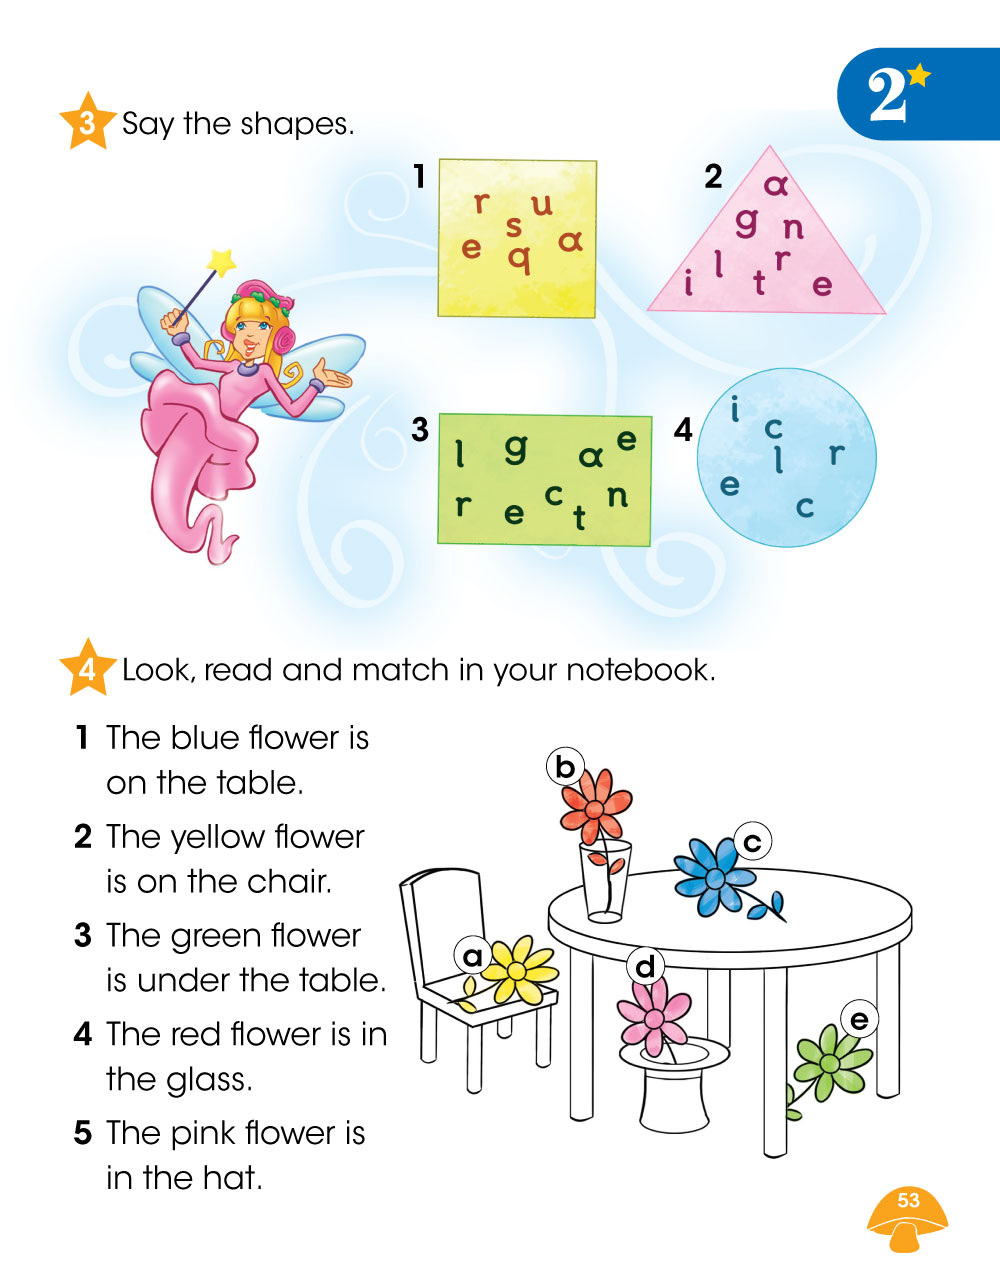 2
3 Say the shapes.
1
r u
s
e q a
2
a
g n
i l t r e
3
l g a e
r e c t n
4
i c
e l r
c
4 Look, read and match in your notebook.
1 The blue flower is
on the table.
2 The yellow flower
is on the chair.
3 The green flower
is under the table.
4 The red flower is in
the glass.
5 The pink flower is
in the hat.
b
c
a
d
e
53